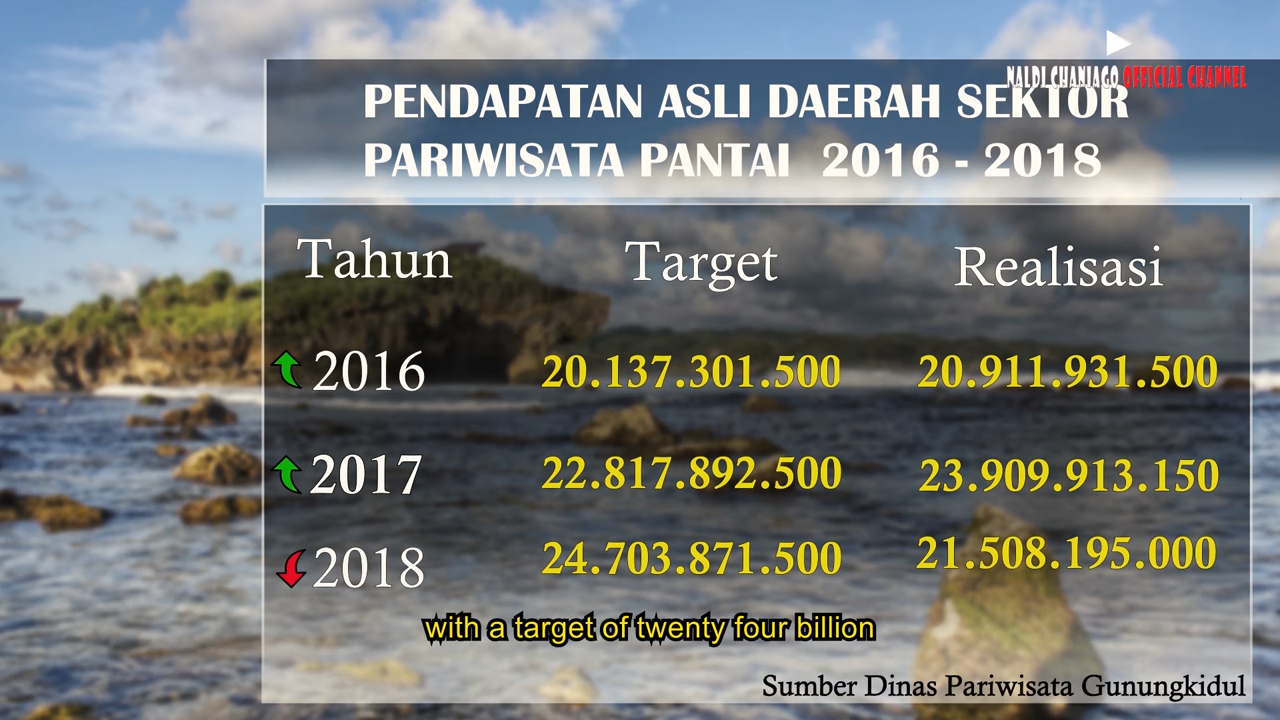 NALDI CHANIAGO OFFICIAL CHANNEL
PENDAPATAN ASLI DAERAH SEKTOR
PARIWISATA PANTAI 2016 - 2018
Tahun Target Realisasi
2016 20.137.301.500 20.911.931.500
2017 22.817.892.500 23.909.913.150
2018 24.703.871.500 21.508.195.000
with a target of twenty four billion
Sumber Dinas Pariwisata Gunungkidul